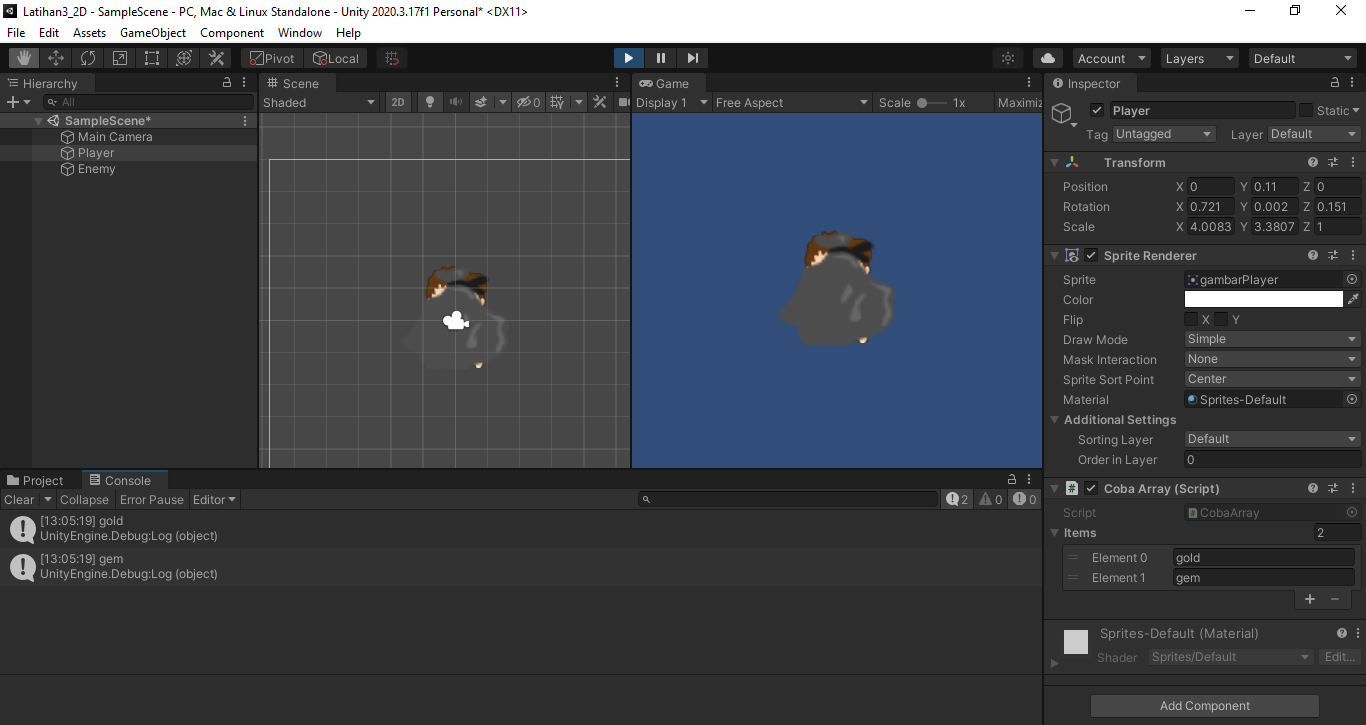 Latihan3_2D - SampleScene - PC, Mac & Linux Standalone - Unity 2020.3.17f1 Personal* <DX11>
File Edit Assets GameObject Component Window Help
Pivot Local Account Layers Default
Hierarchy
All
SampleScene*
Main Camera
Player
Enemy
Scene
Shaded 2D 0
Game
Display 1 Free Aspect Scale 1x Maximiz
Inspector
Player Static
Tag Untagged Layer Default
Transform
Position X 0 Y 0.11 Z 0
Rotation X 0.721 Y 0.002 Z 0.151
Scale X 4.0083 Y 3.3807 Z 1
Sprite Renderer
Sprite gambarPlayer
Color
Flip X Y
Draw Mode Simple
Mask Interaction None
Sprite Sort Point Center
Material Sprites-Default
Additional Settings
Sorting Layer Default
Order in Layer 0
Coba Array (Script)
Script CobaArray
Items 2
Element 0 gold
Element 1 gem
Sprites-Default (Material)
Shader Sprites/Default Edit...
Add Component
Project Console
Clear Collapse Error Pause Editor 2 0 0
[13:05:19] gold
UnityEngine.Debug:Log (object)
[13:05:19] gem
UnityEngine.Debug:Log (object)